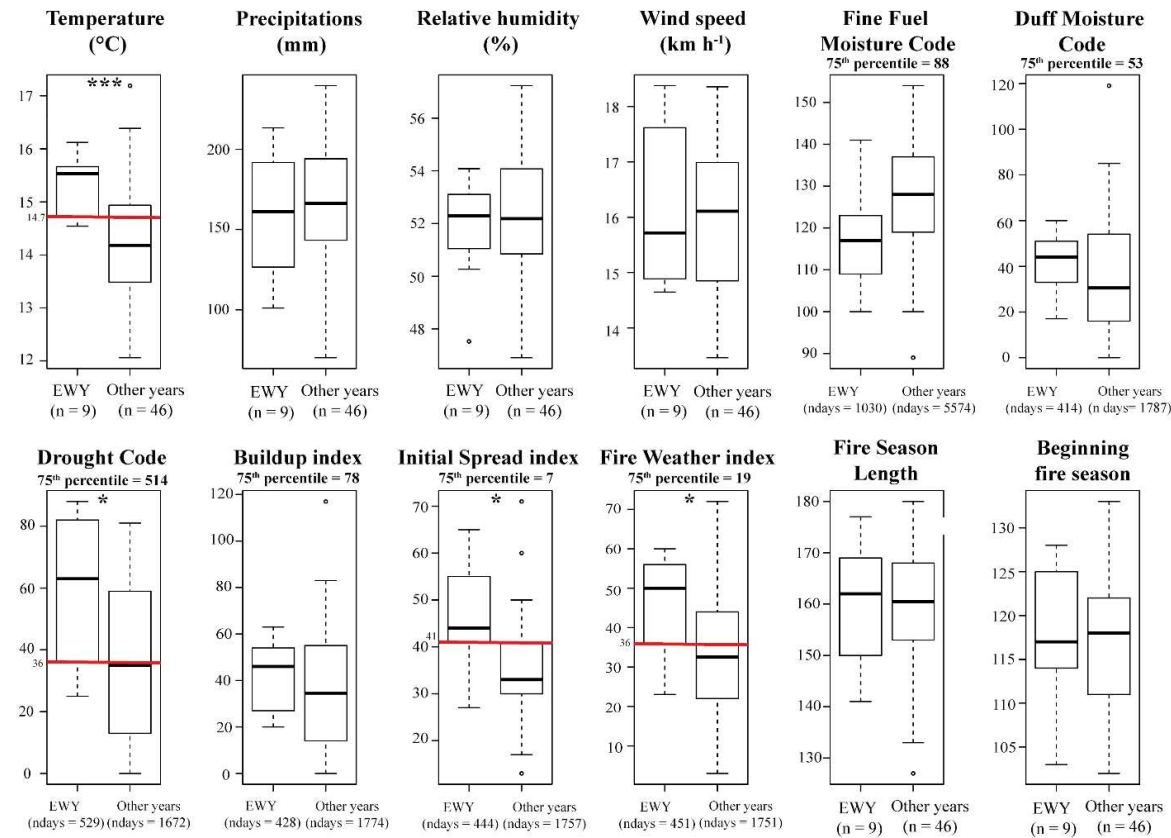 Temperature
(°C)
***
17
16
15
14.7
14
13
12
EWY Other years
(n = 9) (n = 46)
Precipitations
(mm)
200
150
100
EWY Other years
(n = 9) (n = 46)
Relative humidity
(%)
56
54
52
50
48
EWY Other years
(n = 9) (n = 46)
Wind speed
(km h-1)
18
17
16
15
14
EWY Other years
(n = 9) (n = 46)
Fine Fuel
Moisture Code
75th percentile = 88
150
140
130
120
110
100
90
EWY Other years
(ndays = 1030) (ndays = 5574)
Duff Moisture
Code
75th percentile = 53
120
100
80
60
40
20
0
EWY Other years
(ndays = 414) (n days= 1787)
Drought Code
75th percentile = 514
*
80
60
40
36
20
0
EWY Other years
(ndays = 529) (ndays = 1672)
Buildup index
75th percentile = 78
120
100
80
60
40
20
0
EWY Other years
(ndays = 428) (ndays = 1774)
Initial Spread index
75th percentile = 7
*
70
60
50
41
40
30
20
EWY Other years
(ndays = 444) (ndays = 1757)
Fire Weather index
75th percentile = 19
*
70
60
50
40
36
30
20
10
EWY Other years
(ndays = 451) (ndays = 1751)
Fire Season
Length
180
170
160
150
140
130
EWY Other years
(n = 9) (n = 46)
Beginning
fire season
130
125
120
115
110
105
EWY Other years
(n = 9) (n = 46)